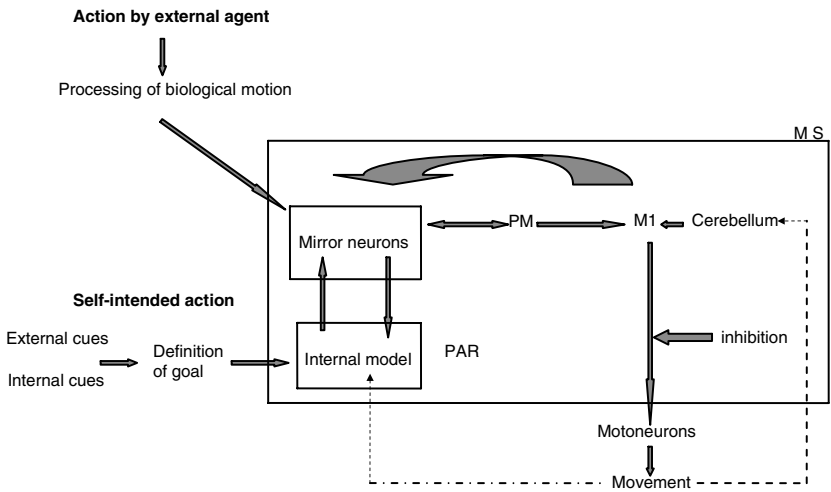 Action by external agent
Processing of biological motion
M S
Mirror neurons
PM
M1
Cerebellum
Self-intended action
External cues
Internal cues
Definition
of goal
Internal model
PAR
inhibition
Motoneurons
Movement